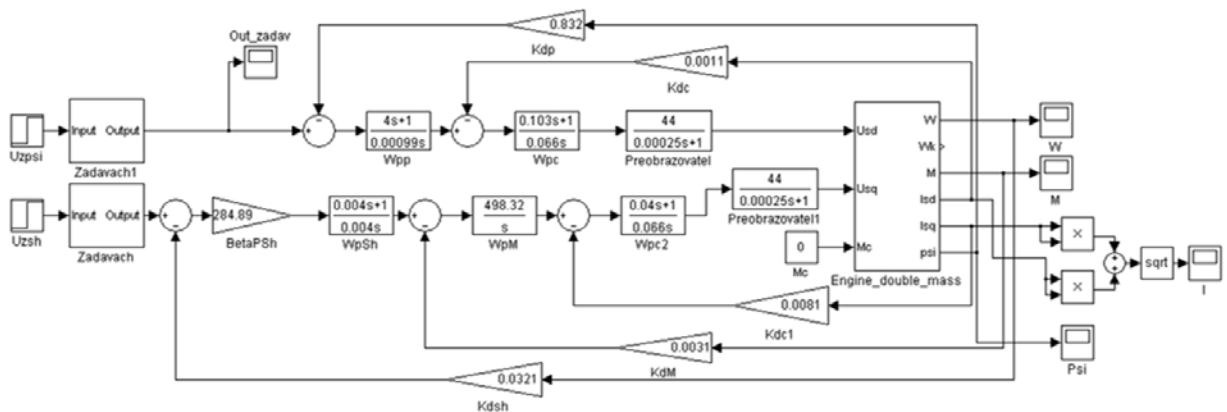 Out_zadav
0.832
Kdp
0.0011
Kdc
Uzpsi
Input Output
Zadavach1
4s+1
0.00099s
Wpp
0.103s+1
0.066s
Wpc
44
0.00025s+1
Preobrazovatel
Usd
Usq
Mc
W
Wk
M
Isd
Isq
psi
Engine_double_mass
W
M
Uzsh
Input Output
Zadavach
284.89
BetaPSh
0.004s+1
0.004s
WpSh
498.32
s
WpM
0.04s+1
0.066s
Wpc2
44
0.00025s+1
Preobrazovatel1
0
Mc
sqrt
I
0.0081
Kdc1
0.0031
KdM
0.0321
Kdsh
Psi